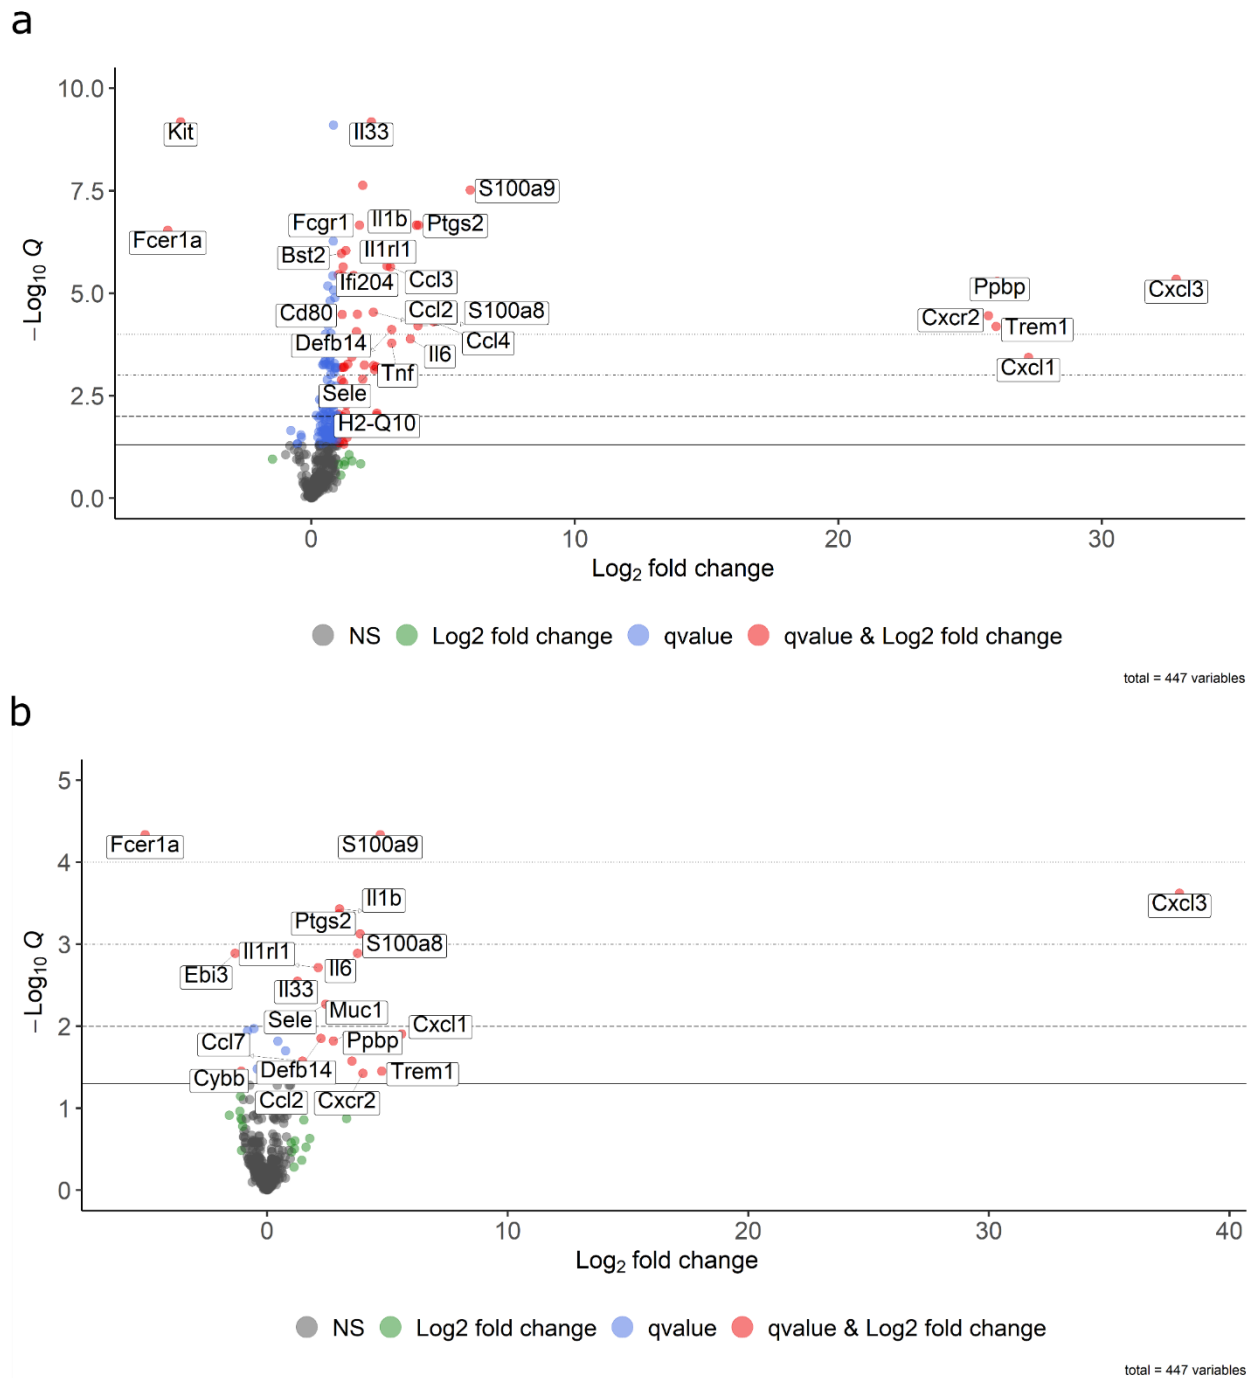 a
10.0
7.5
5.0
2.5
0.0
−Log10 Q
Kit
Il33
S100a9
Fcgr1
Il1b
Ptgs2
Fcer1a
Bst2
Il1rl1
Ifi204
Ccl3
Ppbp
Cxcl3
Cd80
Ccl2
S100a8
Cxcr2
Trem1
Defb14
Ccl4
Il6
Tnf
Cxcl1
Sele
H2-Q10
0 10 20 30
Log2 fold change
NS Log2 fold change qvalue qvalue & Log2 fold change
total = 447 variables
b
5
4
3
2
1
0
−Log10 Q
Fcer1a
S100a9
Il1b
Cxcl3
Ptgs2
S100a8
Il1rl1
Ebi3
Il6
Il33
Muc1
Sele
Cxcl1
Ccl7
Ppbp
Defb14
Trem1
Cybb
Ccl2
Cxcr2
0 10 20 30 40
Log2 fold change
NS Log2 fold change qvalue qvalue & Log2 fold change
total = 447 variables